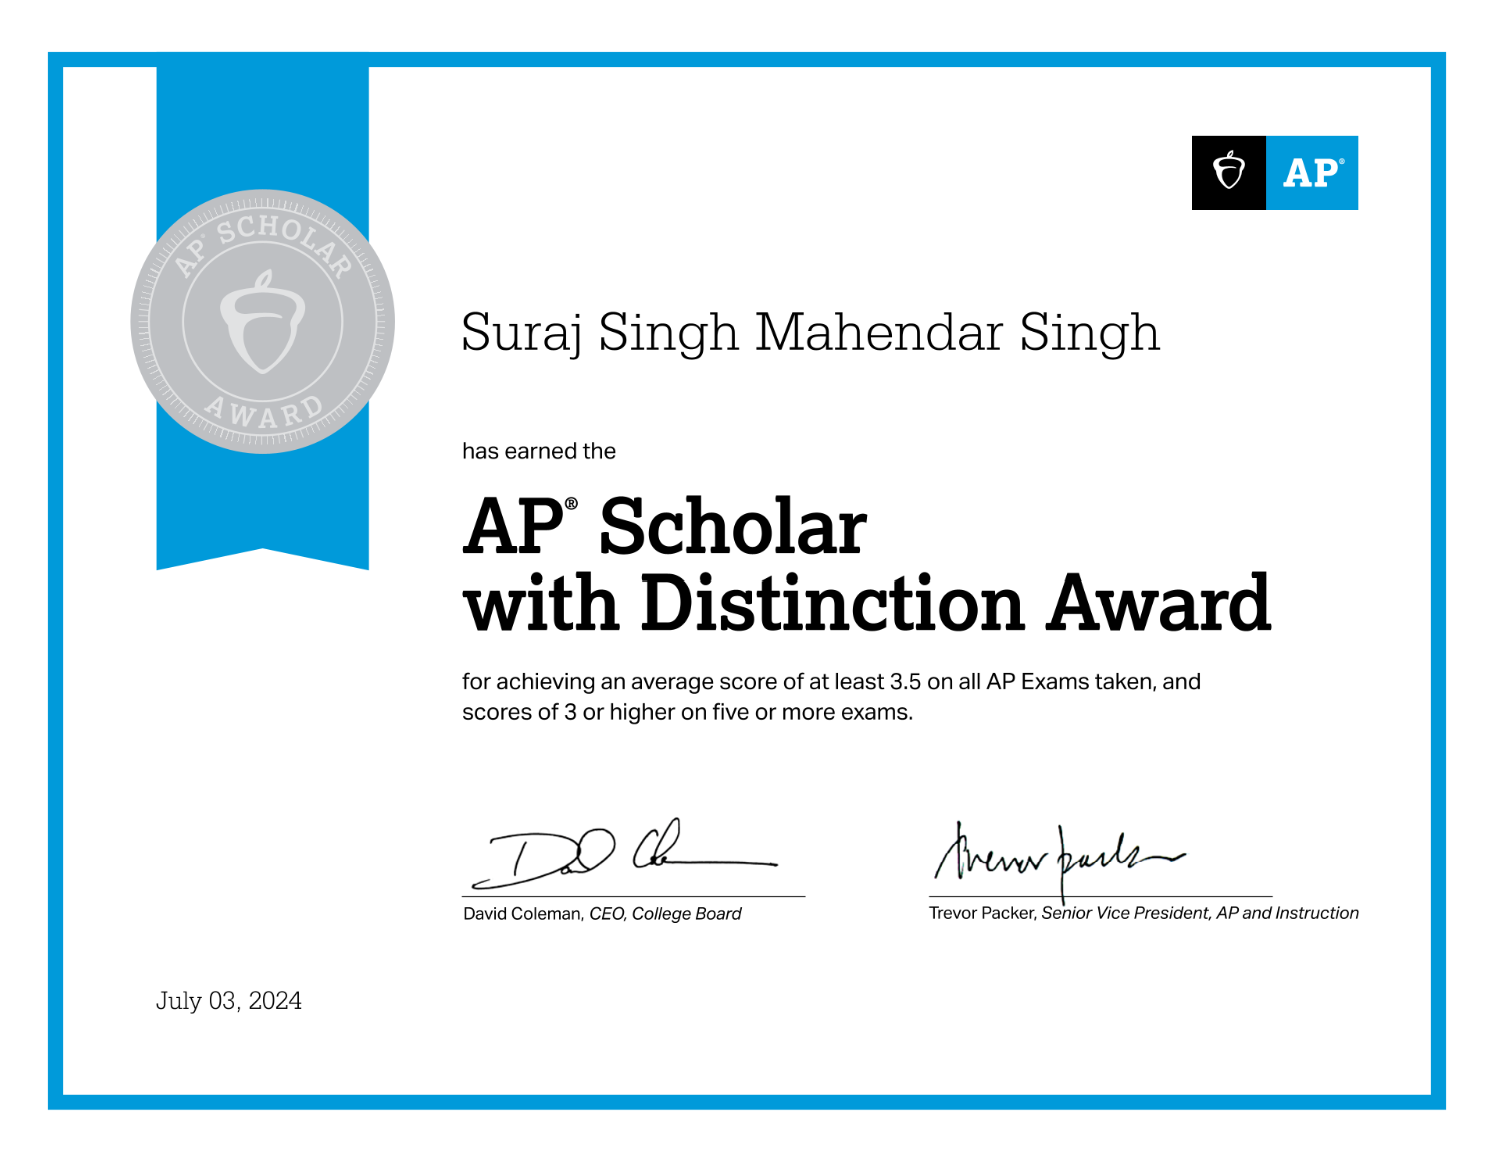 AP® SCHOLAR
AWARD
AP®
Suraj Singh Mahendar Singh
has earned the
AP® Scholar
with Distinction Award
for achieving an average score of at least 3.5 on all AP Exams taken, and
scores of 3 or higher on five or more exams.
David Coleman, CEO, College Board
Trevor Packer, Senior Vice President, AP and Instruction
July 03, 2024